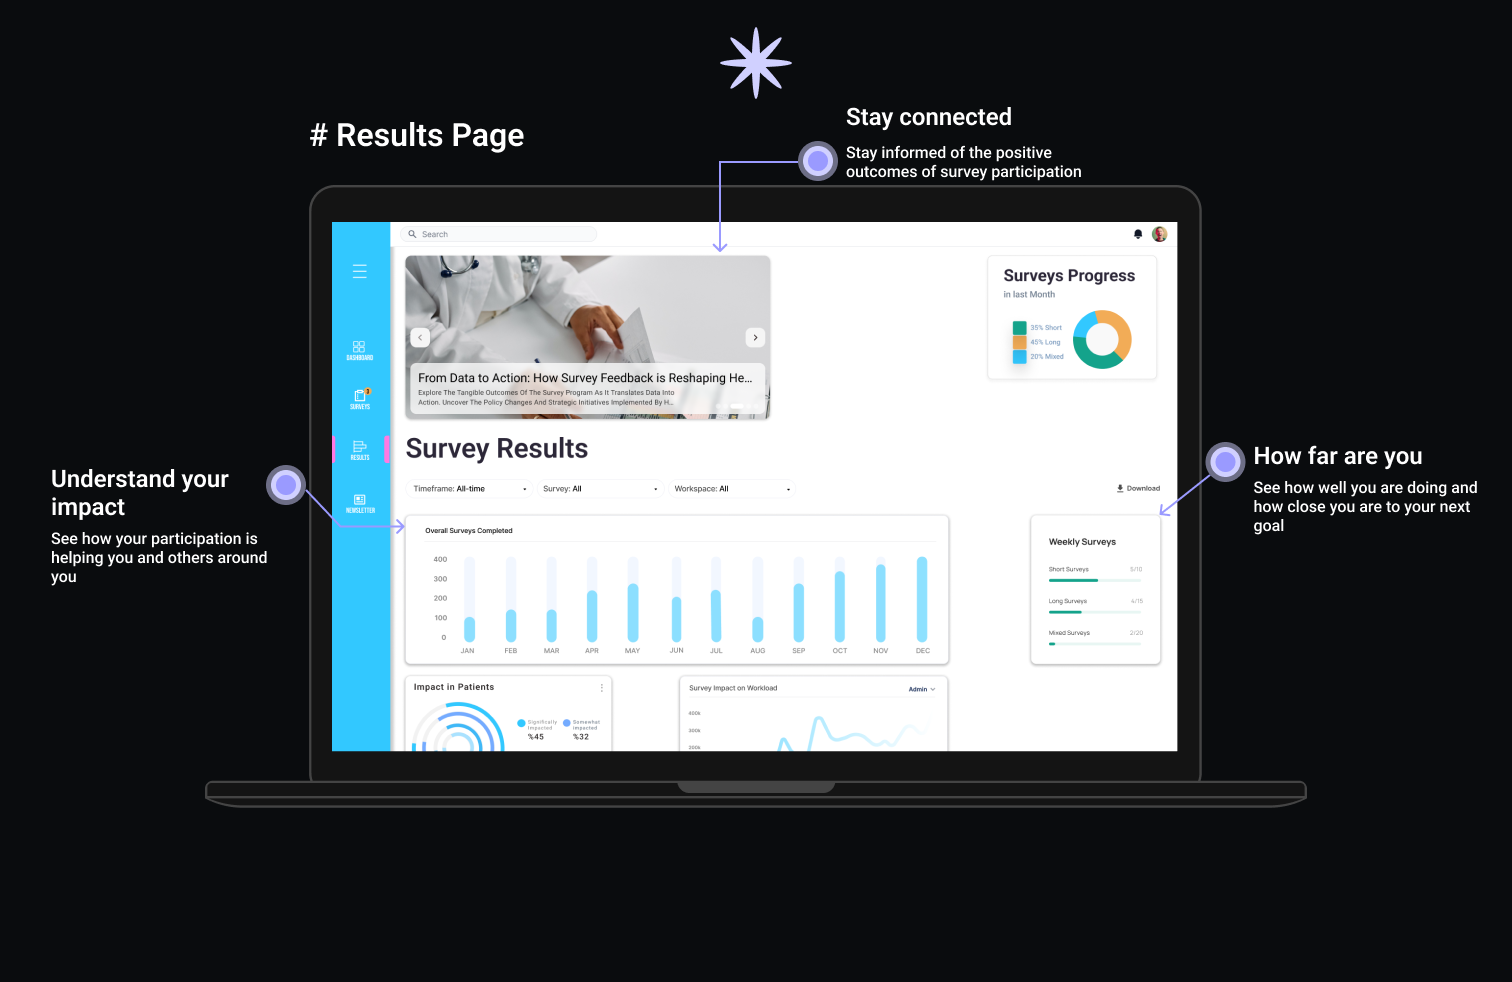 # Results Page
Stay connected
Stay informed of the positive
outcomes of survey participation
Search
Surveys Progress
in last Month
35% Short
45% Long
20% Mixed
DASHBOARD
3
SURVEYS
RESULTS
NEWSLETTER
From Data to Action: How Survey Feedback is Reshaping He...
Explore The Tangible Outcomes Of The Survey Program As It Translates Data Into
Action. Uncover The Policy Changes And Strategic Initiatives Implemented By H...
Survey Results
Timeframe: All-time
Survey: All
Workspace: All
Download
Understand your
impact
See how your participation is
helping you and others around
you
How far are you
See how well you are doing and
how close you are to your next
goal
Overall Surveys Completed
400
300
200
100
0
JAN FEB MAR APR MAY JUN JUL AUG SEP OCT NOV DEC
Weekly Surveys
Short Surveys 5/10
Long Surveys 6/15
Mixed Surveys 2/20
Impact in Patients
Significally
Impacted
%45
Somewhat
Impacted
%32
Survey Impact on Workload
Admin
400k
300k
200k